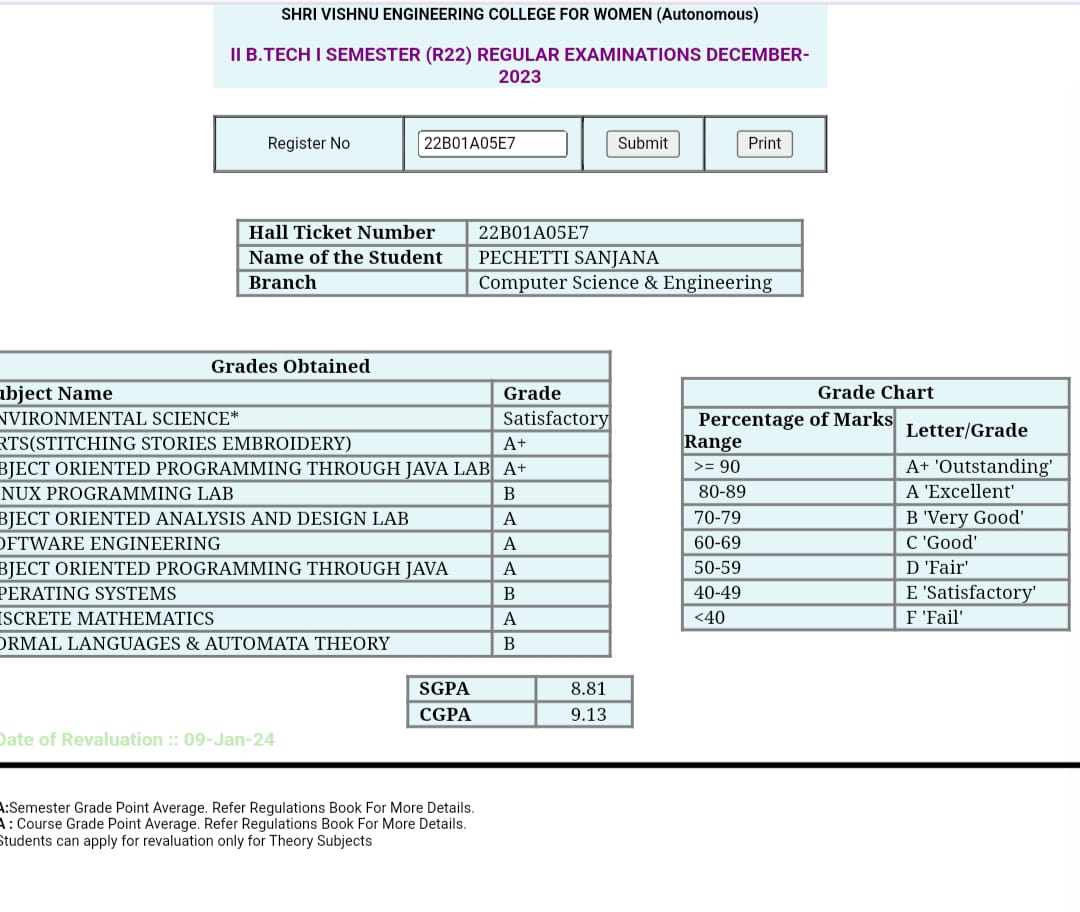 SHRI VISHNU ENGINEERING COLLEGE FOR WOMEN (Autonomous)
II B.TECH I SEMESTER (R22) REGULAR EXAMINATIONS DECEMBER-
2023
Register No 22B01A05E7 Submit Print
Hall Ticket Number 22B01A05E7
Name of the Student PECHETTI SANJANA
Branch Computer Science & Engineering
Grades Obtained
ubject Name Grade
NVIRONMENTAL SCIENCE* Satisfactory
RTS(STITCHING STORIES EMBROIDERY) A+
BJECT ORIENTED PROGRAMMING THROUGH JAVA LAB A+
INUX PROGRAMMING LAB B
BJECT ORIENTED ANALYSIS AND DESIGN LAB A
OFTWARE ENGINEERING A
BJECT ORIENTED PROGRAMMING THROUGH JAVA A
PERATING SYSTEMS B
ISCRETE MATHEMATICS A
ORMAL LANGUAGES & AUTOMATA THEORY B
Grade Chart
Percentage of Marks
Range Letter/Grade
>= 90 A+ 'Outstanding'
80-89 A 'Excellent'
70-79 B 'Very Good'
60-69 C 'Good'
50-59 D 'Fair'
40-49 E 'Satisfactory'
<40 F 'Fail'
SGPA 8.81
CGPA 9.13
Date of Revaluation :: 09-Jan-24
A:Semester Grade Point Average. Refer Regulations Book For More Details.
A : Course Grade Point Average. Refer Regulations Book For More Details.
Students can apply for revaluation only for Theory Subjects